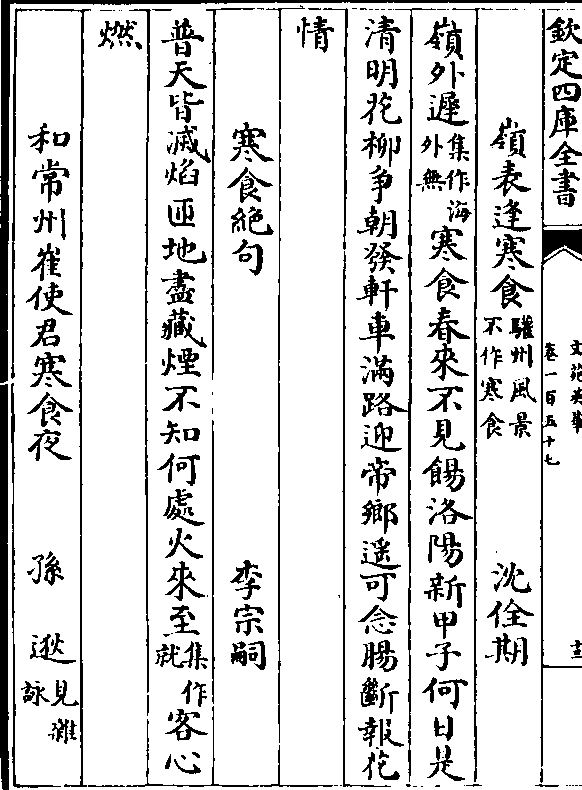 欽定四庫全書
文苑英華
卷一百五十七
嶺表逢寒食驩州風景不作寒食 沈佺期
嶺外遲集作海外無寒食春來不見餳洛陽新甲子何日是
清明花柳爭朝發軒車滿路迎帝鄉遥可念腸斷報佗
情
寒食絶句 李宗嗣
普天皆滅焰匝地盡藏煙不知何處火來至集作就客心
燃
和常州崔使君寒食夜 孫逖見雜詠